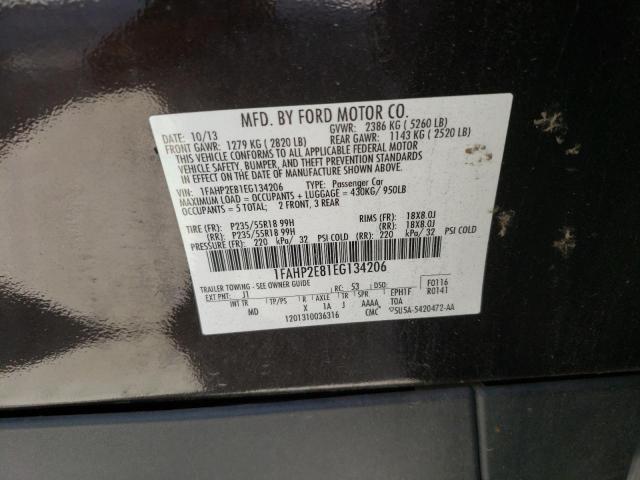 MFD. BY FORD MOTOR CO.
DATE: 10/13 GVWR: 2386 KG ( 5260 LB)
FRONT GAWR: 1279 KG ( 2820 LB) REAR GAWR: 1143 KG ( 2520 LB)
THIS VEHICLE CONFORMS TO ALL APPLICABLE FEDERAL MOTOR
VEHICLE SAFETY, BUMPER, AND THEFT PREVENTION STANDARDS
IN EFFECT ON THE DATE OF MANUFACTURE SHOWN ABOVE.
VIN: 1FAHP2E81EG134206 TYPE: Passenger Car
MAXIMUM LOAD = OCCUPANTS + LUGGAGE = 430KG/ 950LB
OCCUPANTS = 5 TOTAL; 2 FRONT, 3 REAR
TIRE (FR): P235/55R18 99H RIMS (FR): 18X8.0J
(RR): P235/55R18 99H (RR): 18X8.0J
PRESSURE (FR): 220 kPa/ 32 PSI COLD (RR): 220 kPa/ 32 PSI COLD
1FAHP2E81EG134206
TRAILER TOWING - SEE OWNER GUIDE
EXT PNT: J1 RC: 53 DSO: F0116
INT TR TP/PS R AXLE TR SPR EPH1F R0141
MD X 1A J AAAA TOA
1201310036316 CMC 5U5A-5420472-AA